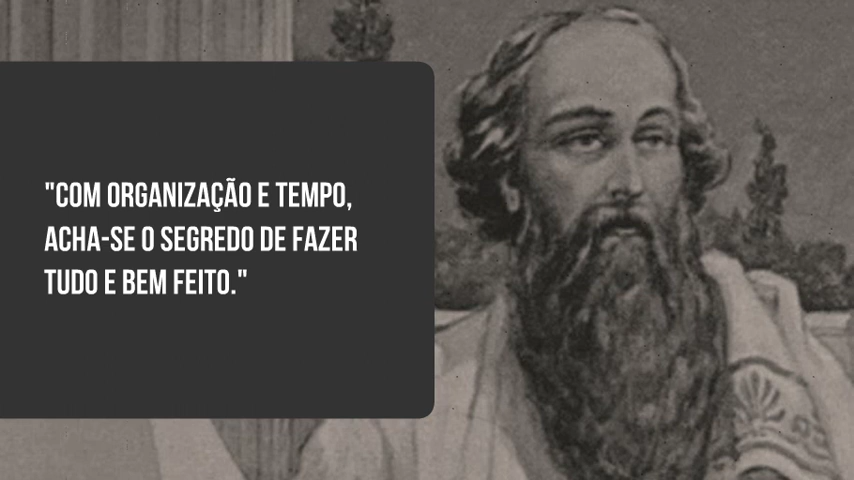 "COM ORGANIZAÇÃO E TEMPO,
ACHA-SE O SEGREDO DE FAZER
TUDO E BEM FEITO."